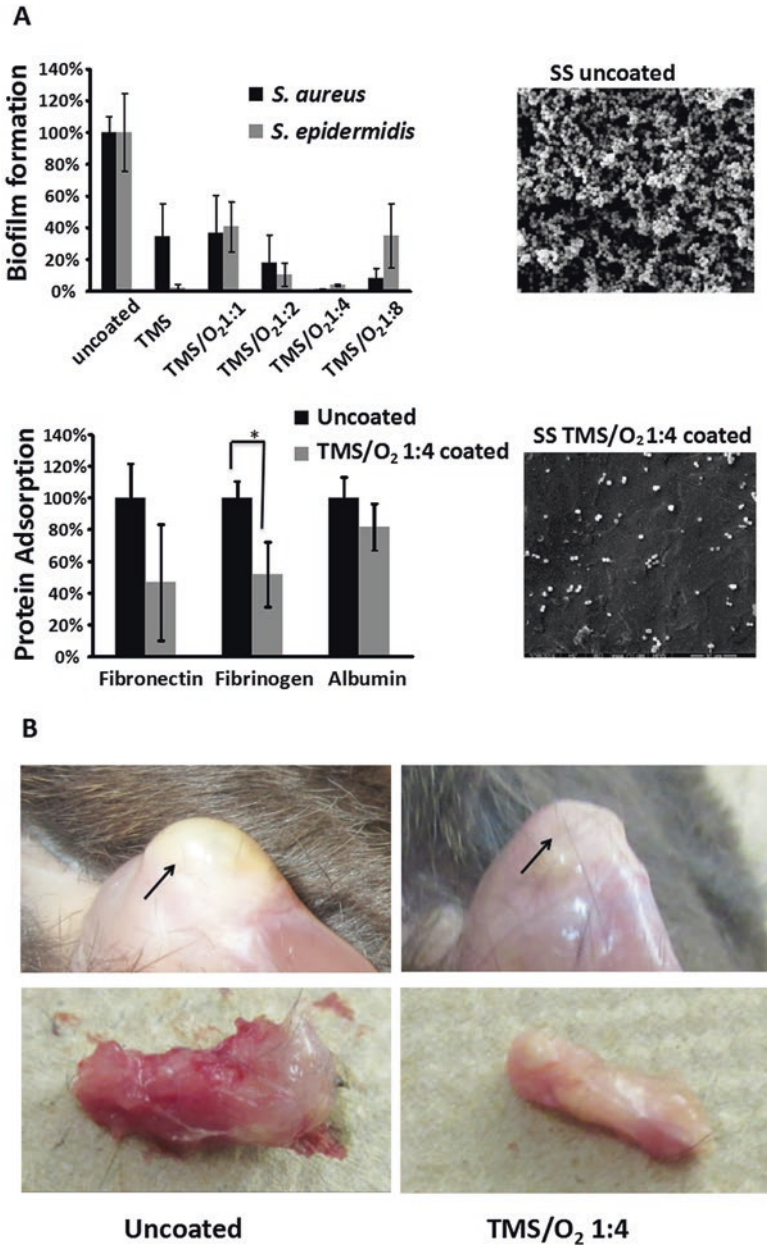 A
140%
120%
100%
80%
60%
40%
20%
0%
Biofilm formation
S. aureus
S. epidermidis
uncoated
TMS
TMS/O₂1:1
TMS/O₂1:2
TMS/O₂1:4
TMS/O₂1:8
SS uncoated
140%
120%
100%
80%
60%
40%
20%
0%
Protein Adsorption
Uncoated
TMS/O₂ 1:4 coated
*
Fibronectin
Fibrinogen
Albumin
SS TMS/O₂ 1:4 coated
B
Uncoated
TMS/O₂ 1:4